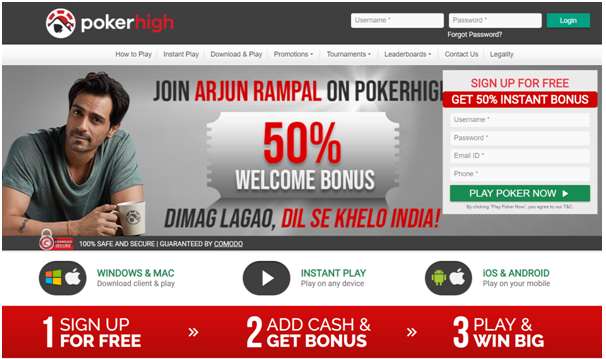 pokerhigh
Username *
Password *
Login
Forgot Password?
How to Play
Instant Play
Download & Play
Promotions
Tournaments
Leaderboards
Contact Us
Legality
JOIN ARJUN RAMPAL ON POKERHIGH
50%
WELCOME BONUS
DIMAG LAGAO, DIL SE KHELO INDIA!
SIGN UP FOR FREE
GET 50% INSTANT BONUS
Username *
Password *
Email ID *
Phone *
PLAY POKER NOW
By clicking "Play Poker Now", you agree to our T&C.
SECURE
100% SAFE AND SECURE | GUARANTEED BY COMODO
WINDOWS & MAC
Download client & play
INSTANT PLAY
Play on any device
iOS & ANDROID
Play on your mobile
1 SIGN UP
FOR FREE
»
2 ADD CASH &
GET BONUS
»
3 PLAY &
WIN BIG